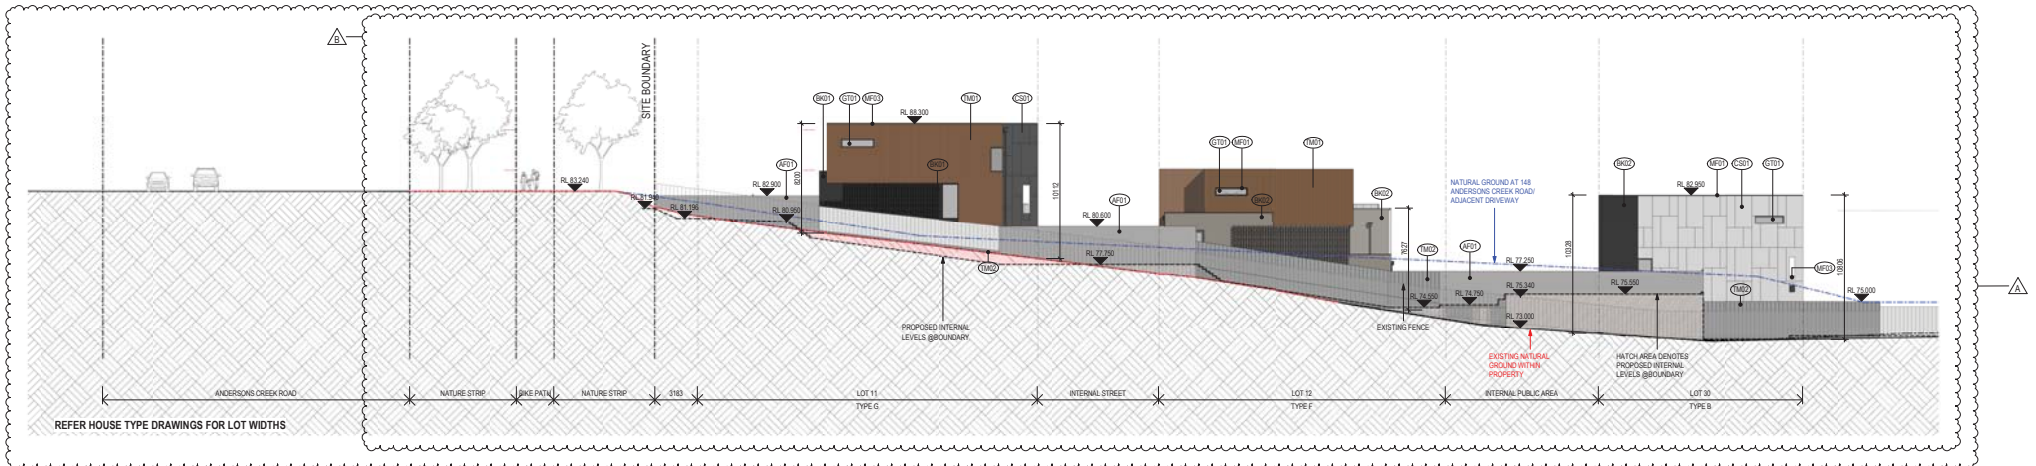 B
SITE BOUNDARY
BK01
GT01
MF03
RL 88.300
TM01
CS01
AF01
BK01
8200
10112
RL 83.240
RL 82.900
RL 81.940
RL 81.196
RL 80.950
TM02
AF01
RL 80.600
RL 77.750
GT01
MF01
TM01
BK02
BK02
7627
NATURAL GROUND AT 148
ANDERSONS CREEK ROAD/
ADJACENT DRIVEWAY
TM02
AF01
RL 77.250
RL 74.550
RL 74.750
RL 75.340
RL 73.000
10328
BK02
MF01
CS01
GT01
RL 82.950
RL 75.550
TM02
MF03
10806
RL 75.000
A
PROPOSED INTERNAL
LEVELS @BOUNDARY
EXISTING FENCE
EXISTING NATURAL
GROUND WITHIN
PROPERTY
HATCH AREA DENOTES
PROPOSED INTERNAL
LEVELS @BOUNDARY
ANDERSONS CREEK ROAD
NATURE STRIP
BIKE PATH
NATURE STRIP
3183
LOT 11
TYPE G
INTERNAL STREET
LOT 12
TYPE F
INTERNAL PUBLIC AREA
LOT 30
TYPE B
REFER HOUSE TYPE DRAWINGS FOR LOT WIDTHS